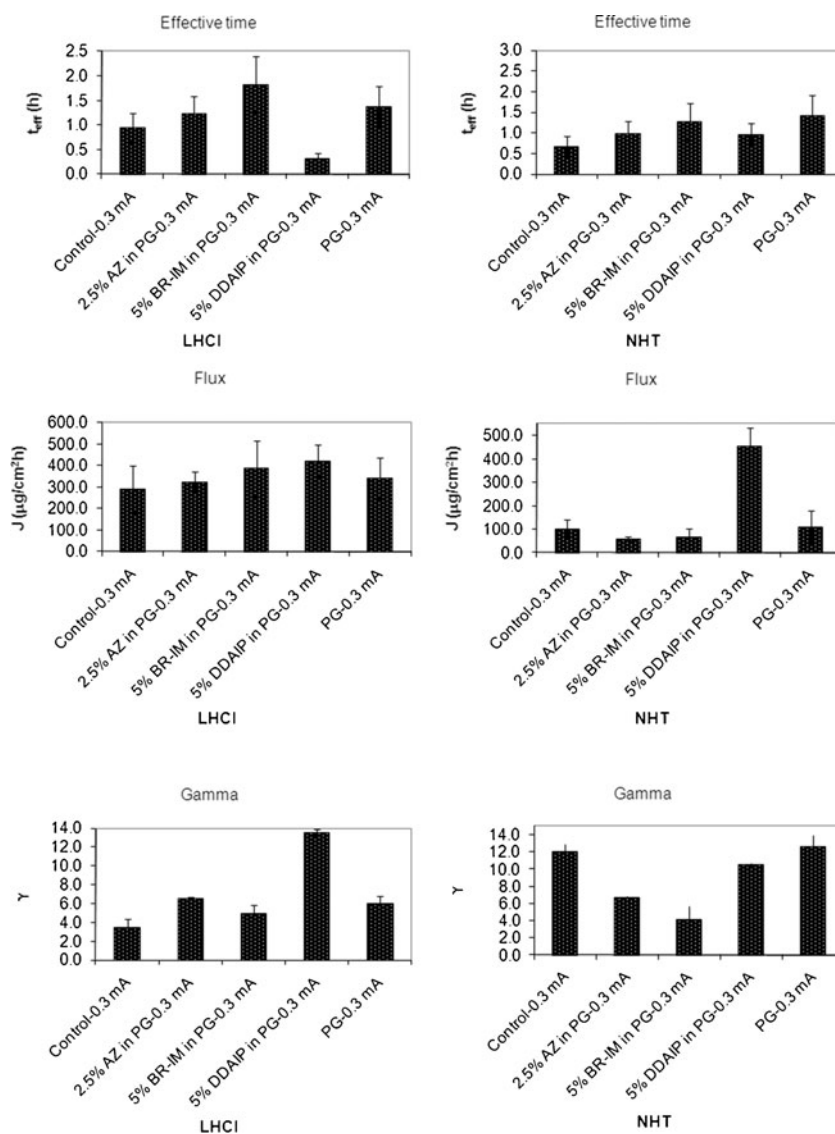 Effective time
t_eff (h)
2.5
2.0
1.5
1.0
0.5
0.0
Control-0.3 mA
2.5% AZ in PG-0.3 mA
5% BR-IM in PG-0.3 mA
5% DDAIP in PG-0.3 mA
PG-0.3 mA
LHCl
Effective time
t_eff (h)
3.0
2.5
2.0
1.5
1.0
0.5
0.0
Control-0.3 mA
2.5% AZ in PG-0.3 mA
5% BR-IM in PG-0.3 mA
5% DDAIP in PG-0.3 mA
PG-0.3 mA
NHT
Flux
J (µg/cm²h)
600.0
500.0
400.0
300.0
200.0
100.0
0.0
Control-0.3 mA
2.5% AZ in PG-0.3 mA
5% BR-IM in PG-0.3 mA
5% DDAIP in PG-0.3 mA
PG-0.3 mA
LHCl
Flux
J (µg/cm²h)
500.0
400.0
300.0
200.0
100.0
0.0
Control-0.3 mA
2.5% AZ in PG-0.3 mA
5% BR-IM in PG-0.3 mA
5% DDAIP in PG-0.3 mA
PG-0.3 mA
NHT
Gamma
γ
14.0
12.0
10.0
8.0
6.0
4.0
2.0
0.0
Control-0.3 mA
2.5% AZ in PG-0.3 mA
5% BR-IM in PG-0.3 mA
5% DDAIP in PG-0.3 mA
PG-0.3 mA
LHCl
Gamma
γ
14.0
12.0
10.0
8.0
6.0
4.0
2.0
0.0
Control-0.3 mA
2.5% AZ in PG-0.3 mA
5% BR-IM in PG-0.3 mA
5% DDAIP in PG-0.3 mA
PG-0.3 mA
NHT